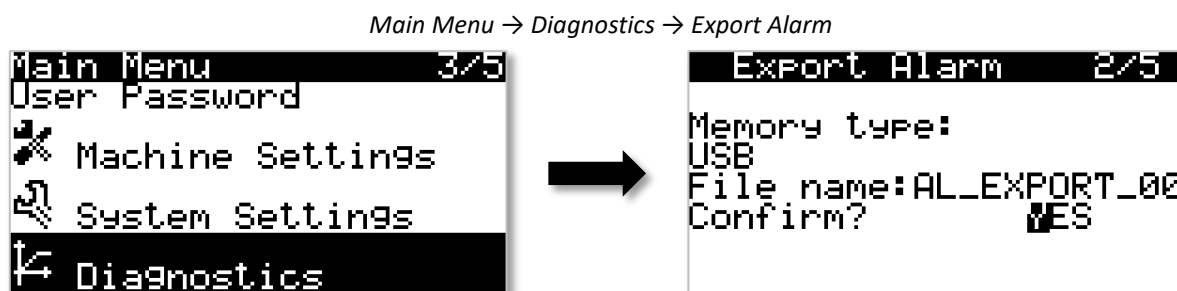 Main Menu → Diagnostics → Export Alarm
Main Menu 3/5
User Password
Machine Settings
System Settings
Diagnostics
Export Alarm 2/5
Memory type:
USB
File name:AL_EXPORT_00
Confirm? YES